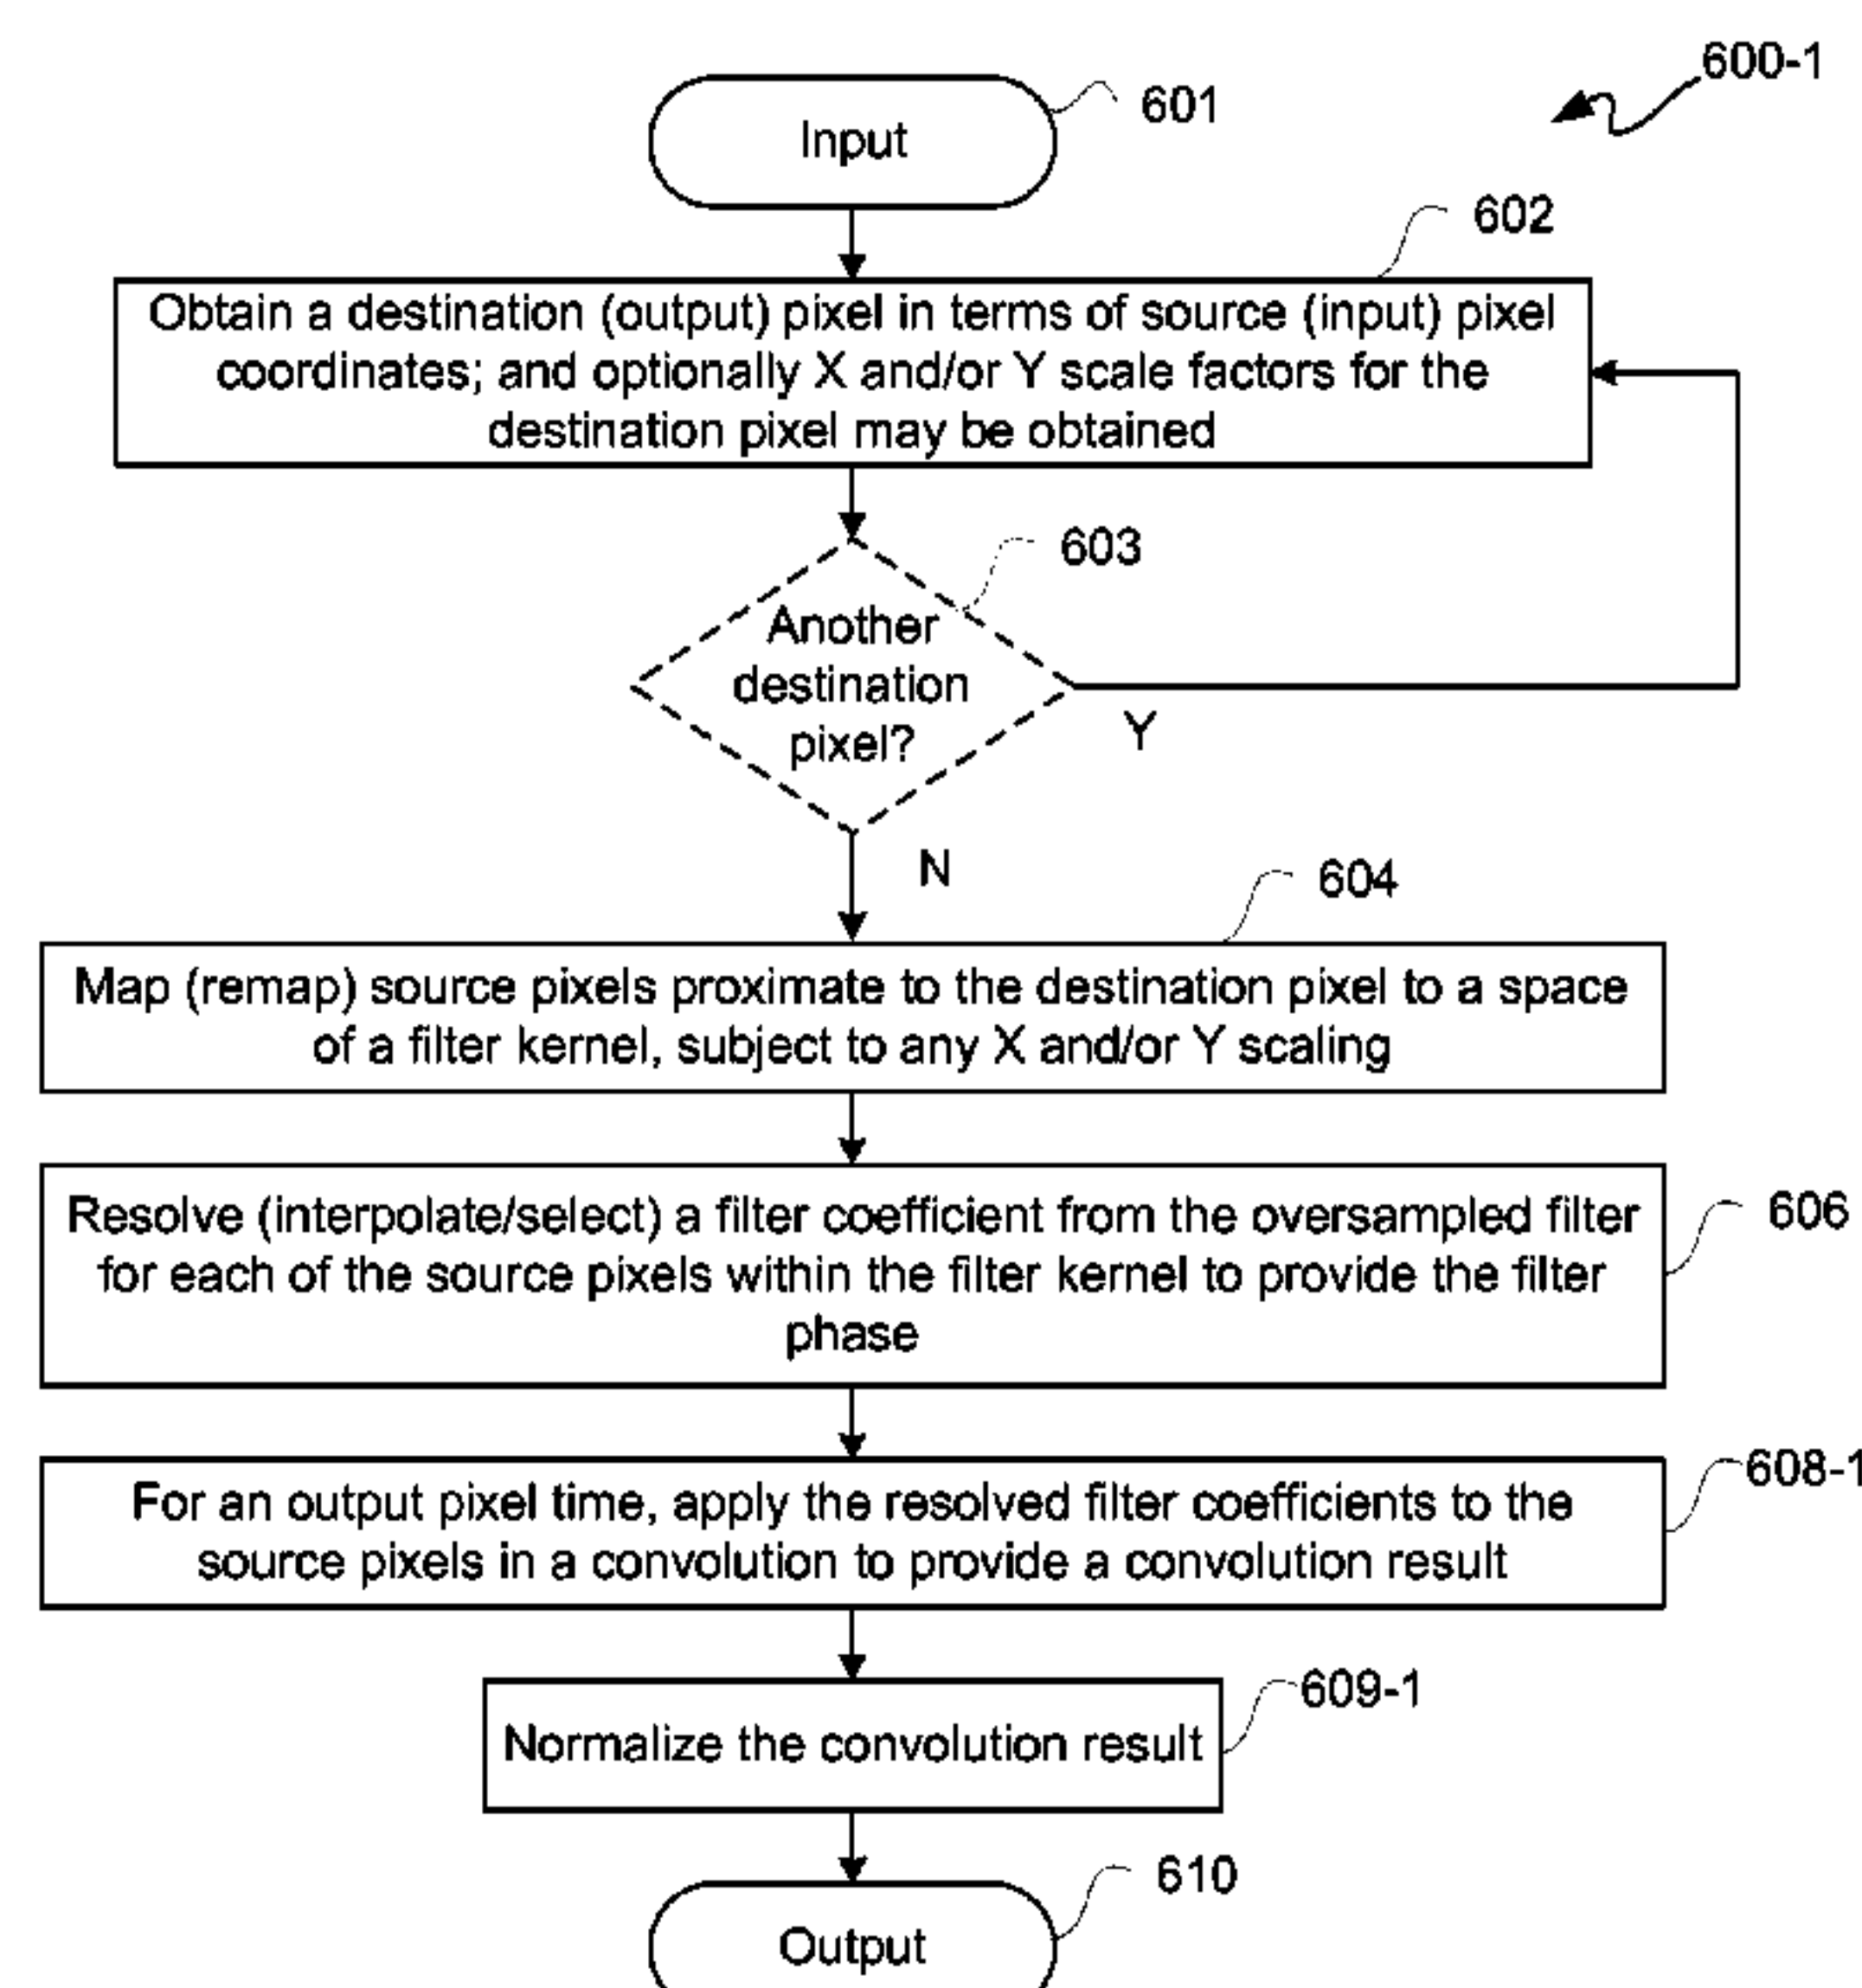 600-1
Input
601
602
Obtain a destination (output) pixel in terms of source (input) pixel
coordinates; and optionally X and/or Y scale factors for the
destination pixel may be obtained
603
Another
destination
pixel?
Y
N
604
Map (remap) source pixels proximate to the destination pixel to a space
of a filter kernel, subject to any X and/or Y scaling
Resolve (interpolate/select) a filter coefficient from the oversampled filter
for each of the source pixels within the filter kernel to provide the filter
phase
606
608-1
For an output pixel time, apply the resolved filter coefficients to the
source pixels in a convolution to provide a convolution result
609-1
Normalize the convolution result
610
Output